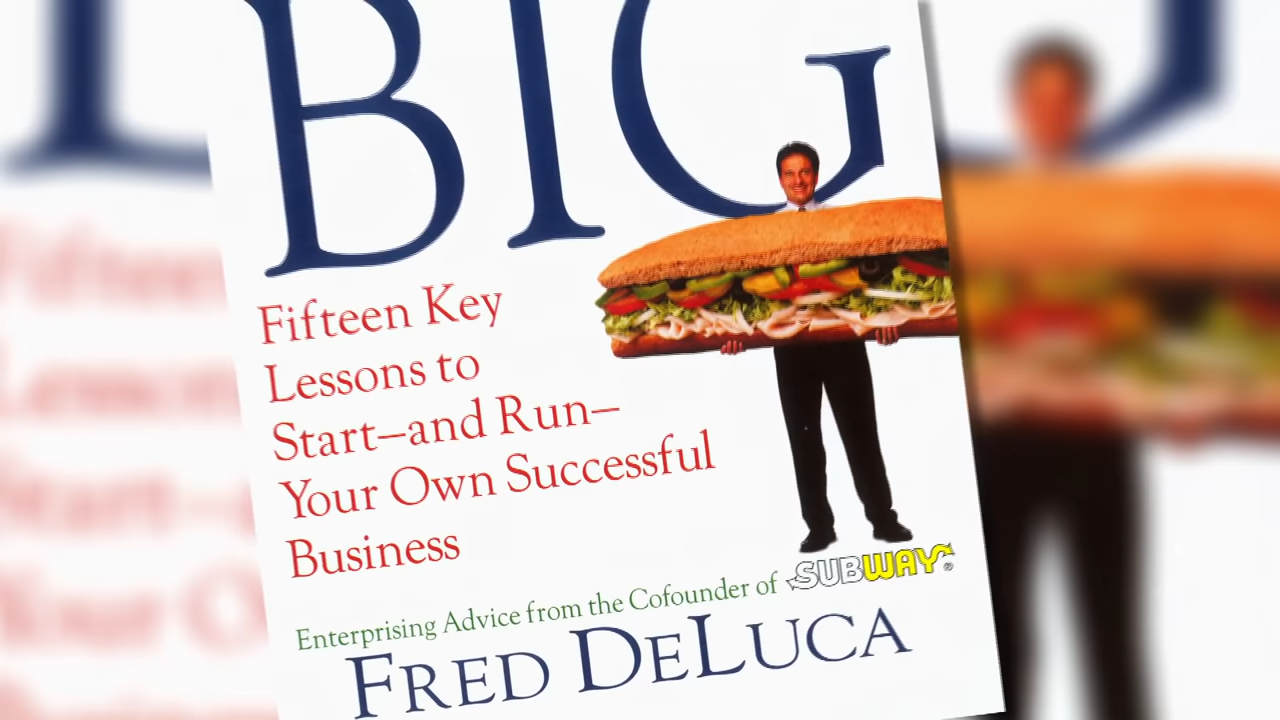 BIG
Fifteen Key
Lessons to
Start—and Run—
Your Own Successful
Business
Enterprising Advice from the Cofounder of SUBWAY®
FRED DELUCA